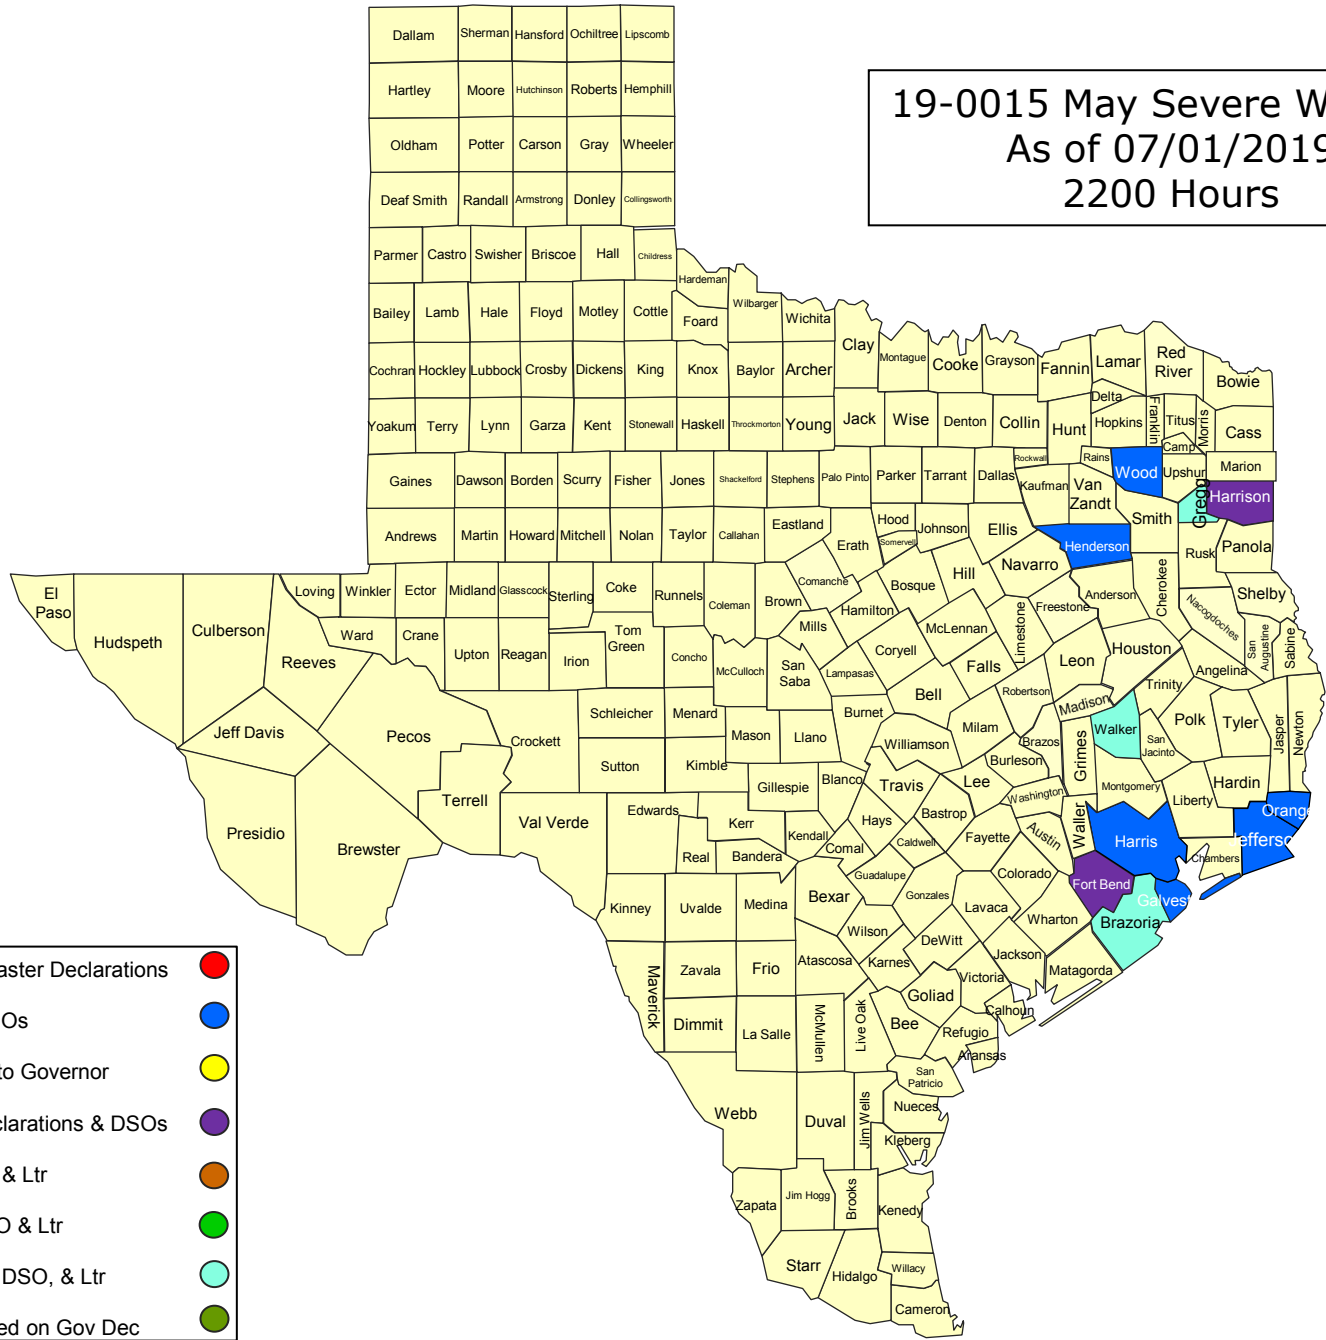 Dallam Sherman Hansford Ochiltree Lipscomb
Hartley Moore Hutchinson Roberts Hemphill
19-0015 May Severe W
As of 07/01/2019
2200 Hours
Oldham Potter Carson Gray Wheeler
Deaf Smith Randall Armstrong Donley Collingsworth
Parmer Castro Swisher Briscoe Hall Childress
Hardeman
Bailey Lamb Hale Floyd Motley Cottle Foard Wilbarger Wichita
Clay Montague Cooke Grayson Fannin Lamar Red River Bowie
Cochran Hockley Lubbock Crosby Dickens King Knox Baylor Archer
Delta
Yoakum Terry Lynn Garza Kent Stonewall Haskell Throckmorton Young Jack Wise Denton Collin Hunt Hopkins Franklin Titus Morris Cass
Camp
Gaines Dawson Borden Scurry Fisher Jones Shackelford Stephens Palo Pinto Parker Tarrant Dallas Rockwall Kaufman Rains Van Zandt Wood Upshur Marion
Gregg Harrison
Andrews Martin Howard Mitchell Nolan Taylor Callahan Eastland Erath Hood Somervell Johnson Ellis Henderson Smith Rusk Panola
El Paso Hudspeth Culberson Loving Winkler Ector Midland Glasscock Sterling Coke Runnels Coleman Brown Comanche Hamilton Bosque Hill Navarro Freestone Anderson Cherokee Nacogdoches Shelby
Reeves Ward Crane Upton Reagan Irion Tom Green Concho McCulloch San Saba Mills Lampasas Coryell McLennan Limestone Falls Leon Houston Angelina San Augustine Sabine
Jeff Davis Pecos Crockett Schleicher Menard Mason Llano Burnet Bell Milam Robertson Madison Trinity Walker San Jacinto Polk Tyler Jasper Newton
Sutton Kimble Gillespie Blanco Williamson Travis Lee Burleson Brazos Grimes Washington Montgomery Liberty Hardin
Presidio Brewster Terrell Val Verde Edwards Kerr Real Bandera Kendall Comal Hays Caldwell Bastrop Fayette Austin Waller Harris Chambers Orange
Jefferso
Kinney Uvalde Medina Bexar Guadalupe Gonzales Lavaca Colorado Wharton Fort Bend Brazoria Galvest
Maverick Zavala Frio Atascosa Wilson Karnes DeWitt Jackson Matagorda
Dimmit La Salle McMullen Live Oak Bee Goliad Victoria Calhoun Refugio Aransas
Webb Duval Jim Wells San Patricio Nueces Kleberg
Zapata Jim Hogg Brooks Kenedy
Starr Hidalgo Willacy
Cameron
aster Declarations
Os
to Governor
clarations & DSOs
& Ltr
O & Ltr
DSO, & Ltr
ed on Gov Dec